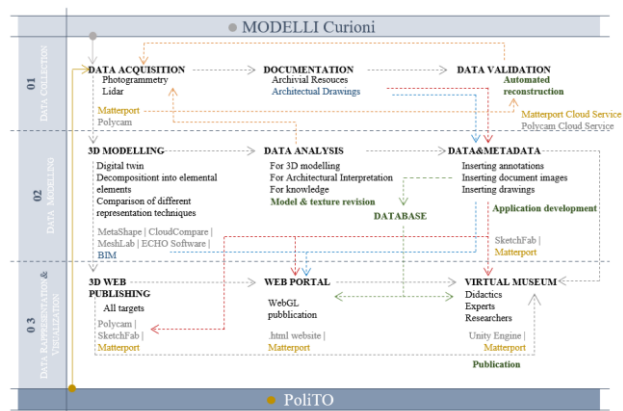 MODELLI Curioni
01
DATA COLLECTION
DATA ACQUISITION
Photogrammetry
Lidar
Matterport
Polycam
DOCUMENTATION
Archivial Resouces
Architectual Drawings
DATA VALIDATION
Automated
reconstruction
Matterport Cloud Service
Polycam Cloud Service
02
DATA MODELLING
3D MODELLING
Digital twin
Decompositiont into elemental
elements
Comparison of different
representation techniques
MetaShape | CloudCompare |
MeshLab | ECHO Software |
BIM
DATA ANALYSIS
For 3D modelling
For Architectural Interpretation
For knowledge
Model & texture revision
DATABASE
DATA&METADATA
Inserting annotations
Inserting document images
Inserting drawings
Application development
SketchFab |
Matterport
03
DATA RAPPRESENTATION &
VISUALIZATION
3D WEB
PUBLISHING
All targets
Polycam |
SketchFab |
Matterport
WEB PORTAL
WebGL
pubblication
.html website |
Matterport
VIRTUAL MUSEUM
Didactics
Experts
Researchers
Unity Engine |
Matterport
Publication
PoliTO